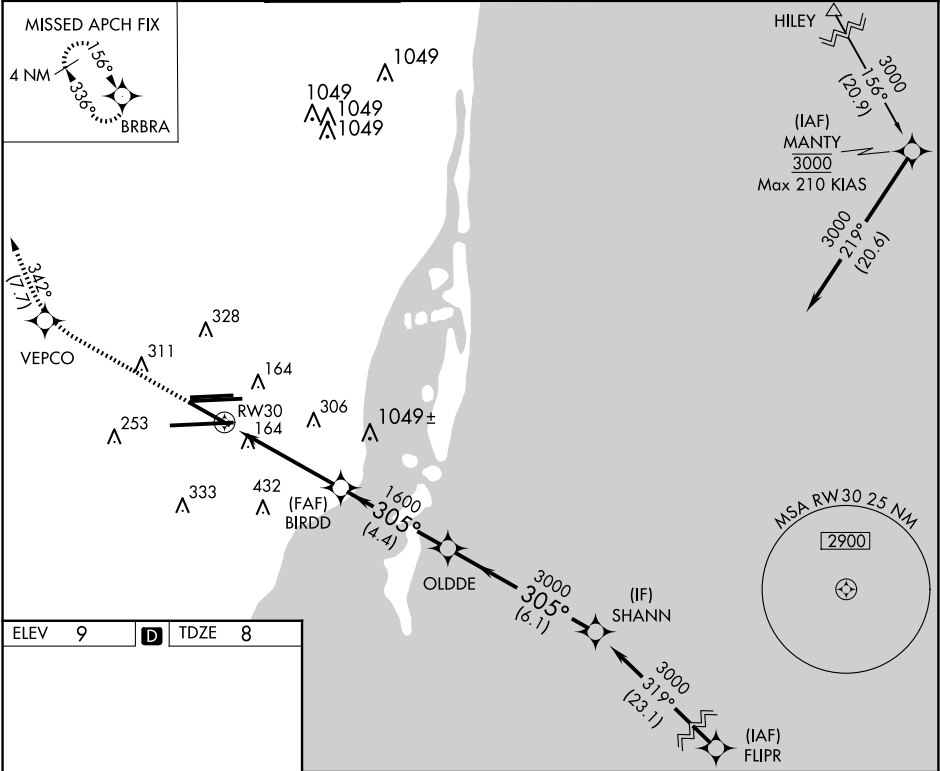 MISSED APCH FIX
156°
4 NM
336°
BRBRA
1049
1049
1049
1049
HILEY
3000
156°
(20.9)
(IAF)
MANTY
3000
Max 210 KIAS
3000
219°
(20.6)
342°
(7.7)
VEPCO
328
311
164
253
RW30
164
306
1049±
333
432
(FAF)
BIRDD
1600
305°
(4.4)
OLDDE
3000
305°
(6.1)
(IF)
SHANN
3000
319°
(23.1)
(IAF)
FLIPR
MSA RW30 25 NM
2900
ELEV 9 D TDZE 8